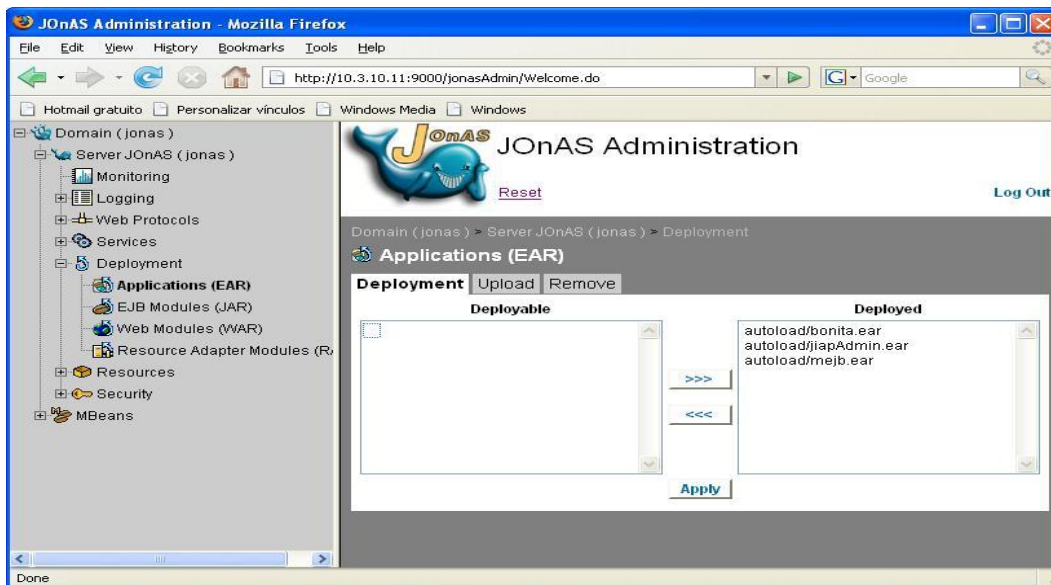 JOnAS Administration - Mozilla Firefox
File Edit View History Bookmarks Tools Help
http://10.3.10.11:9000/jonasAdmin/Welcome.do
G Google
Hotmail gratuito Personalizar vínculos Windows Media Windows
Domain ( jonas )
Server JOnAS ( jonas )
Monitoring
Logging
Web Protocols
Services
Deployment
Applications (EAR)
EJB Modules (JAR)
Web Modules (WAR)
Resource Adapter Modules (R
Resources
Security
MBeans
JOnAS
JOnAS Administration
Reset
Log Out
Domain ( jonas ) > Server JOnAS ( jonas ) > Deployment
Applications (EAR)
Deployment Upload Remove
Deployable
Deployed
autoload/bonita.ear
autoload/jiapAdmin.ear
autoload/mejb.ear
>>>
<<<
Apply
Done